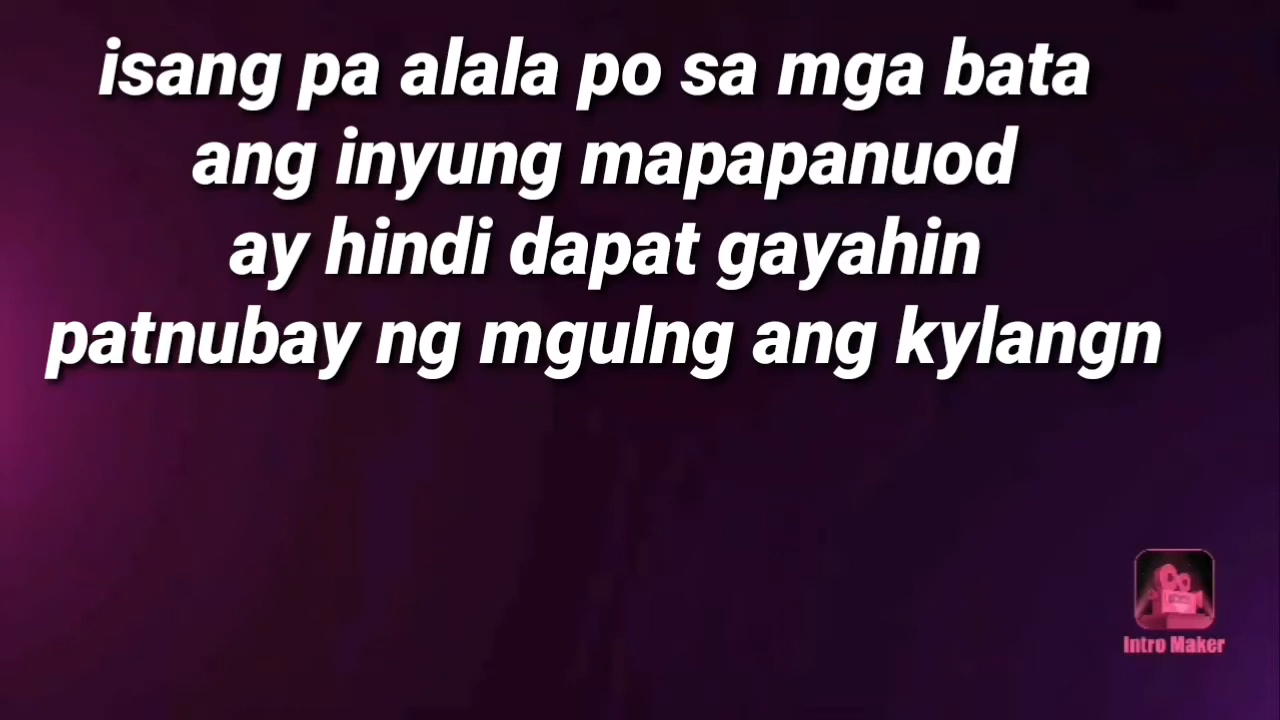 isang pa alala po sa mga bata
ang inyung mapapanuod
ay hindi dapat gayahin
patnubay ng mgulng ang kylangn
Intro Maker